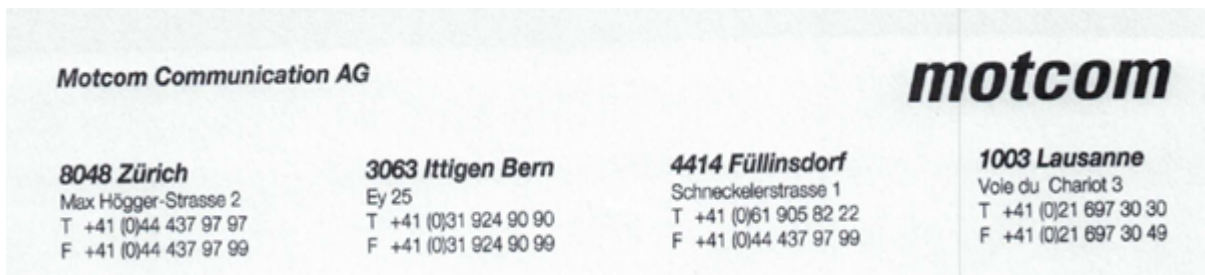 Motcom Communication AG
motcom
8048 Zürich
Max Högger-Strasse 2
T +41 (0)44 437 97 97
F +41 (0)44 437 97 99
3063 Ittigen Bern
Ey 25
T +41 (0)31 924 90 90
F +41 (0)31 924 90 99
4414 Füllinsdorf
Schneckelerstrasse 1
T +41 (0)61 905 82 22
F +41 (0)44 437 97 99
1003 Lausanne
Voie du Chariot 3
T +41 (0)21 697 30 30
F +41 (0)21 697 30 49